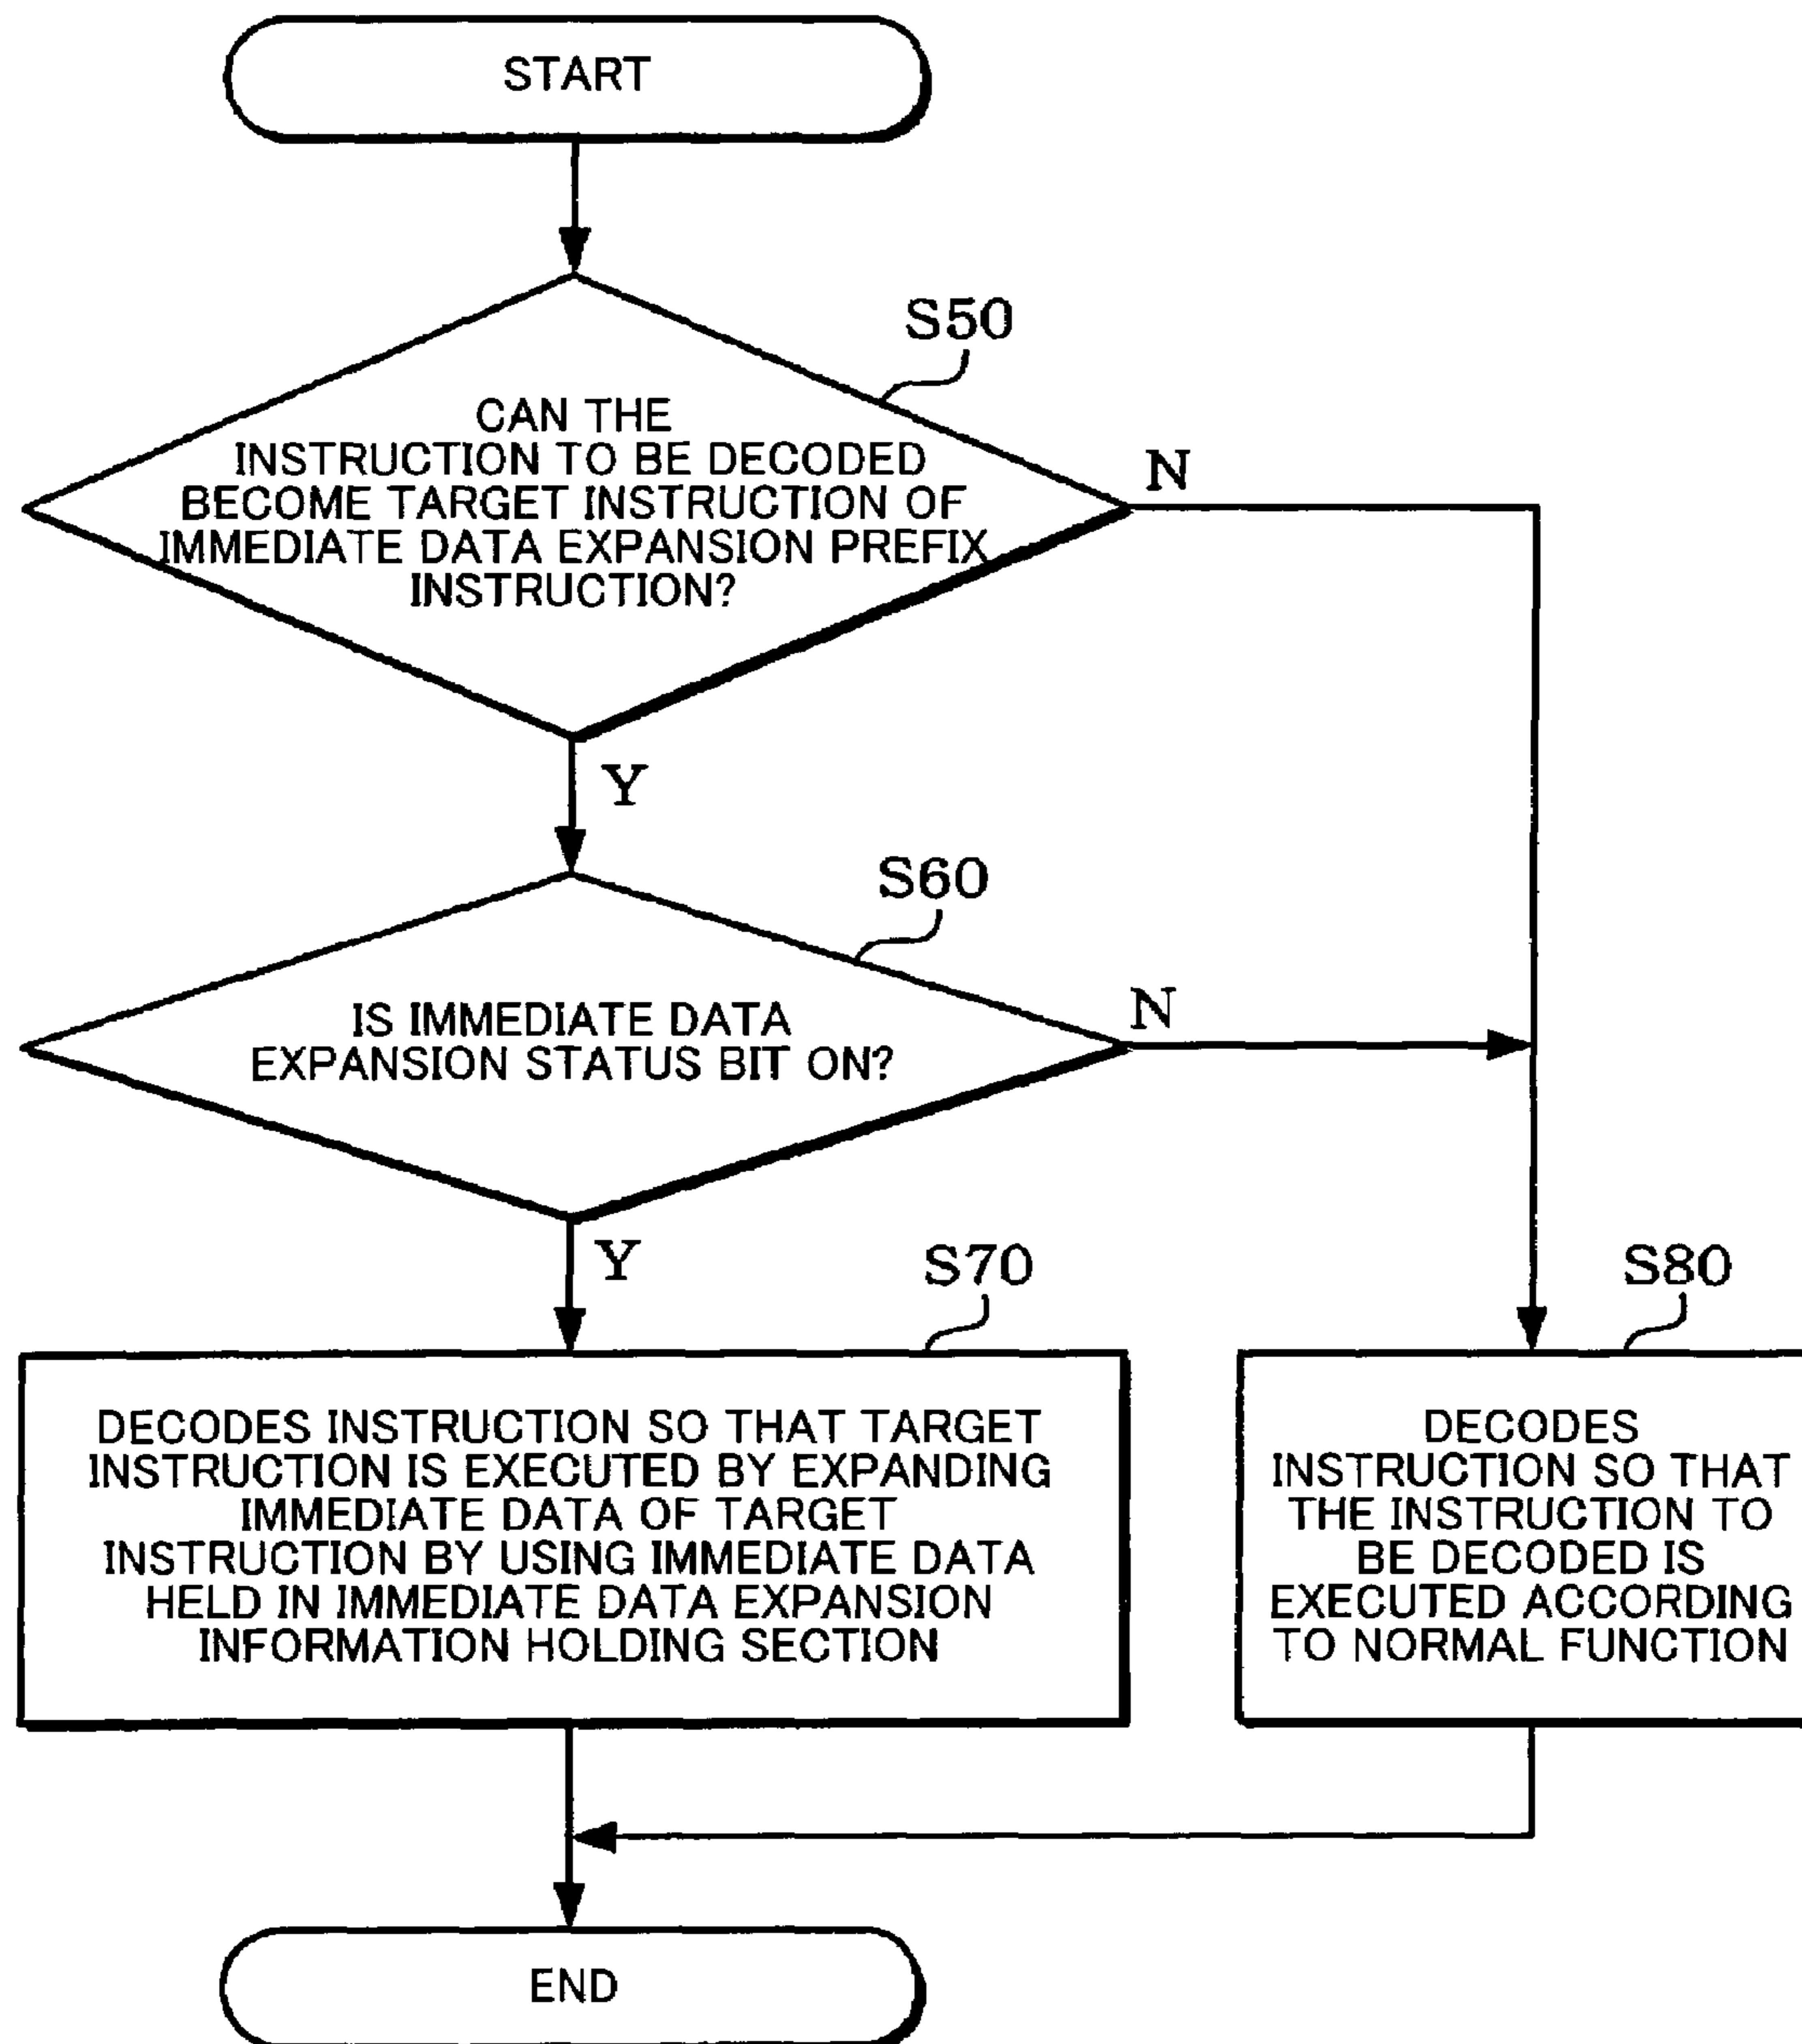 START
S50
CAN THE
INSTRUCTION TO BE DECODED
BECOME TARGET INSTRUCTION OF
IMMEDIATE DATA EXPANSION PREFIX
INSTRUCTION?
N
Y
S60
IS IMMEDIATE DATA
EXPANSION STATUS BIT ON?
N
Y
S70
DECODES INSTRUCTION SO THAT TARGET
INSTRUCTION IS EXECUTED BY EXPANDING
IMMEDIATE DATA OF TARGET
INSTRUCTION BY USING IMMEDIATE DATA
HELD IN IMMEDIATE DATA EXPANSION
INFORMATION HOLDING SECTION
S80
DECODES
INSTRUCTION SO THAT
THE INSTRUCTION TO
BE DECODED IS
EXECUTED ACCORDING
TO NORMAL FUNCTION
END